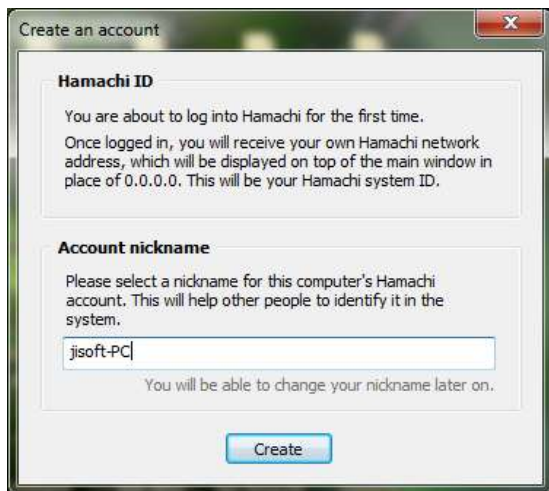 Create an account
Hamachi ID
You are about to log into Hamachi for the first time.
Once logged in, you will receive your own Hamachi network
address, which will be displayed on top of the main window in
place of 0.0.0.0. This will be your Hamachi system ID.
Account nickname
Please select a nickname for this computer's Hamachi
account. This will help other people to identify it in the
system.
jisoft-PC
You will be able to change your nickname later on.
Create